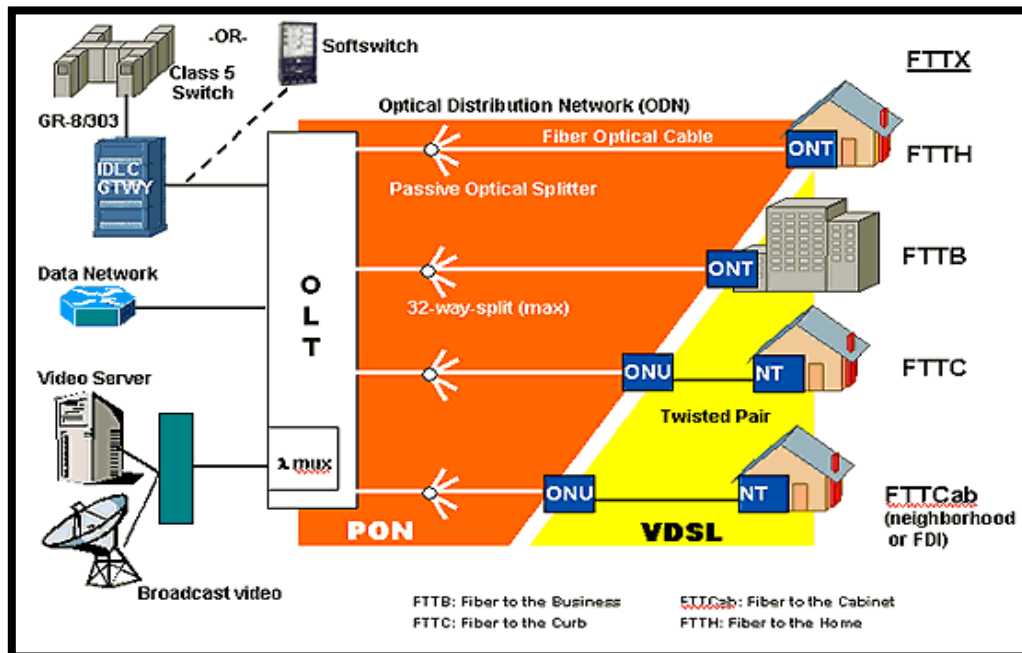 -OR-
Softswitch
Class 5
Switch
GR-8/303
IDLC
GTWY
Data Network
Video Server
Broadcast video
OLT
λ mux
Optical Distribution Network (ODN)
Fiber Optical Cable
Passive Optical Splitter
32-way-split (max)
PON
VDSL
ONT
ONT
ONU
NT
Twisted Pair
ONU
NT
FTTX
FTTH
FTTB
FTTC
FTTCab
(neighborhood
or FDI)
FTTB: Fiber to the Business
FTTCab: Fiber to the Cabinet
FTTC: Fiber to the Curb
FTTH: Fiber to the Home